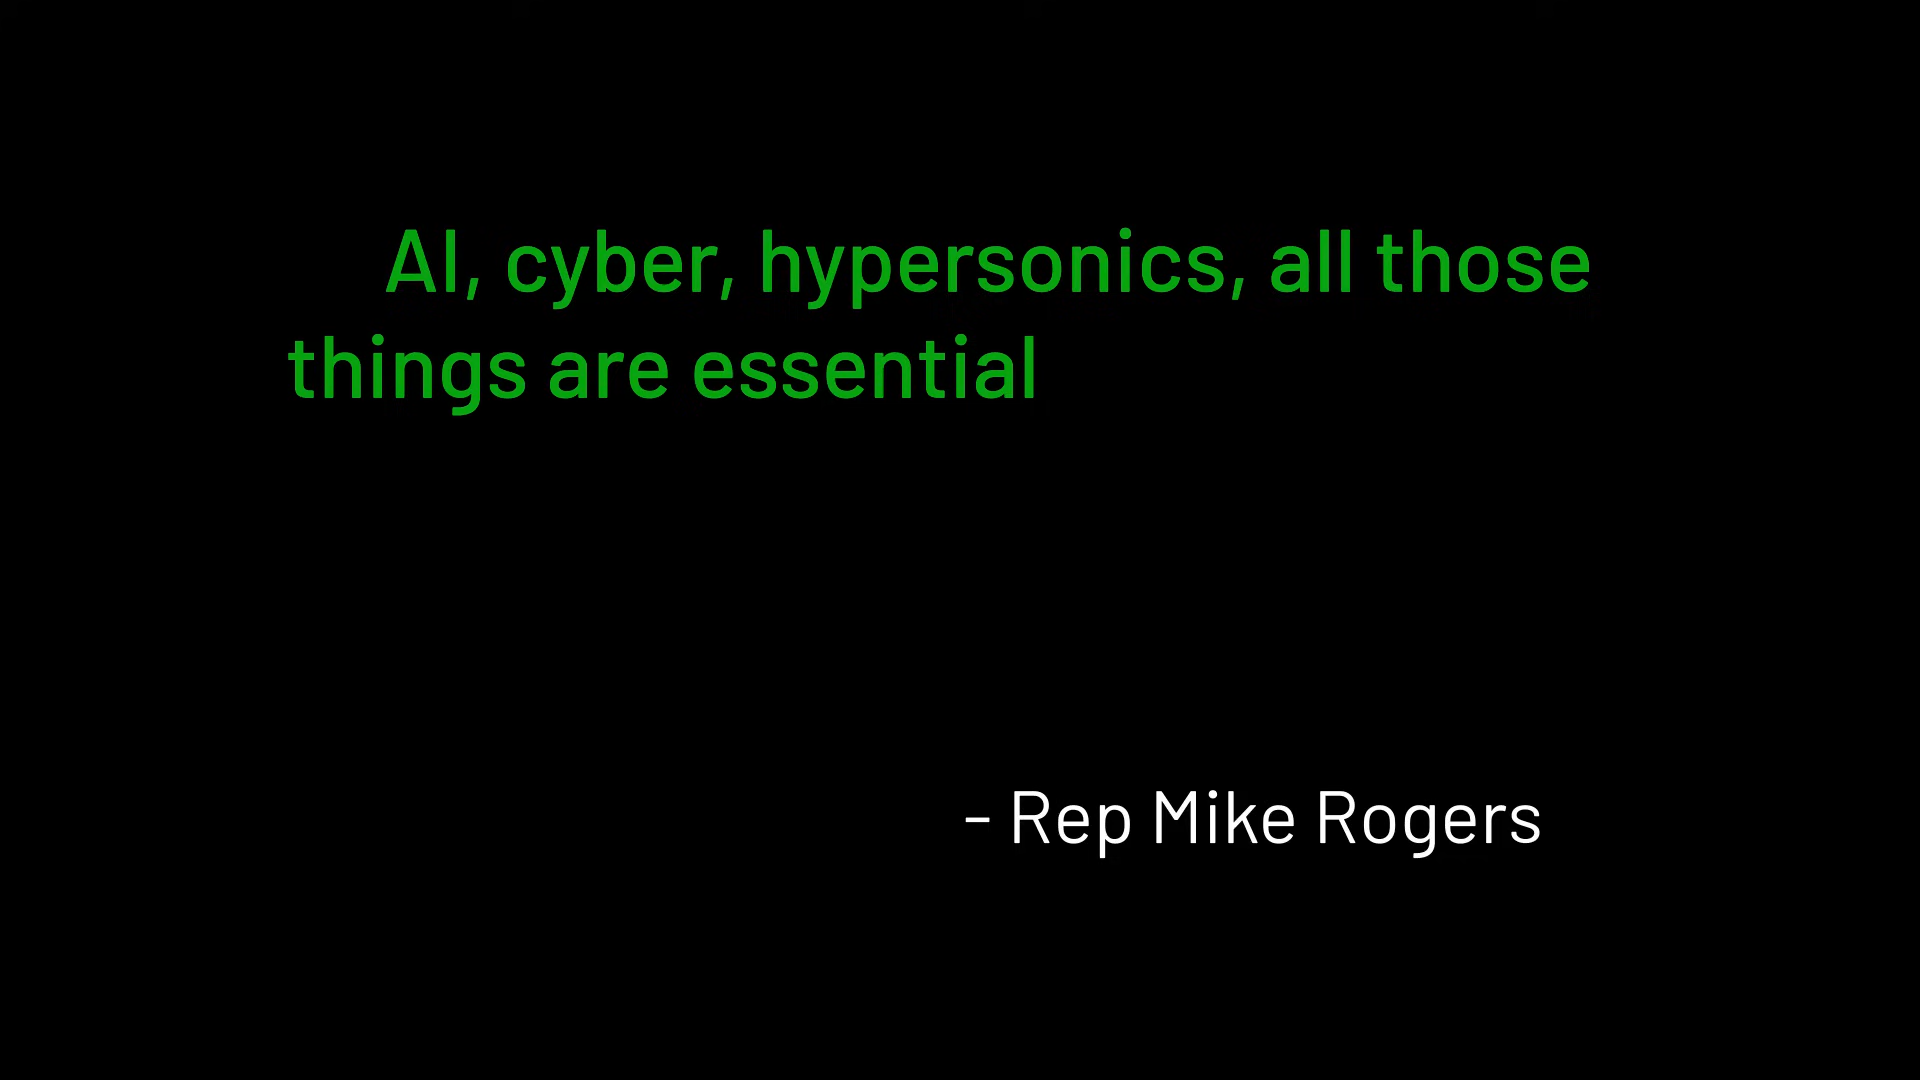 AI, cyber, hypersonics, all those
things are essential
- Rep Mike Rogers